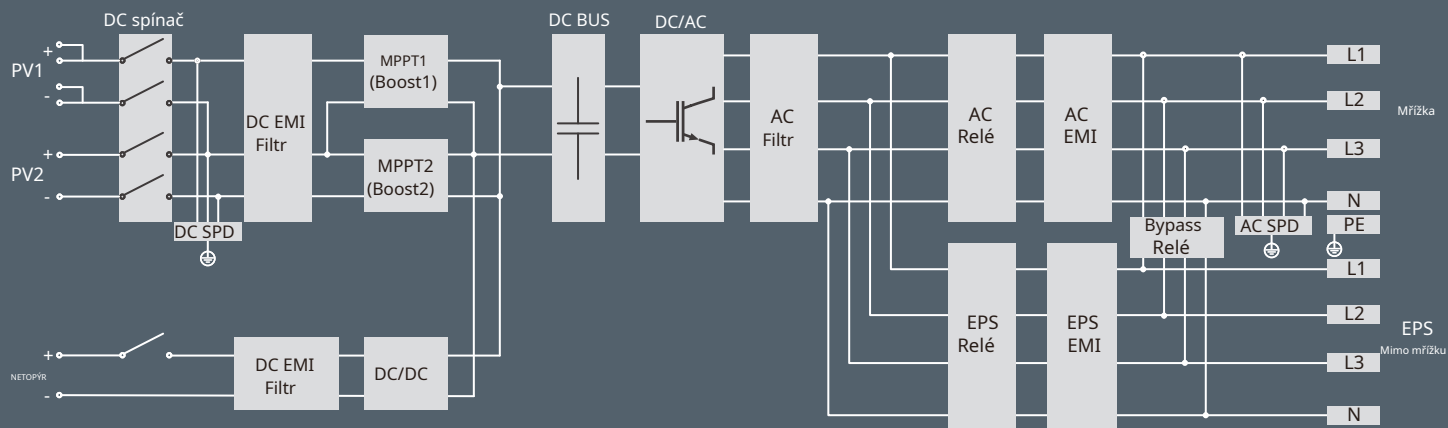 DC spínač
DC BUS
DC/AC
+
PV1
-
+
PV2
-
DC EMI
Filtr
MPPT1
(Boost1)
MPPT2
(Boost2)
AC
Filtr
AC
Relé
AC
EMI
L1
L2
Mřížka
L3
N
DC SPD
Bypass
Relé
AC SPD
PE
L1
L2
EPS
Mimo mřížku
L3
N
EPS
Relé
EPS
EMI
+
NETOPÝR
-
DC EMI
Filtr
DC/DC